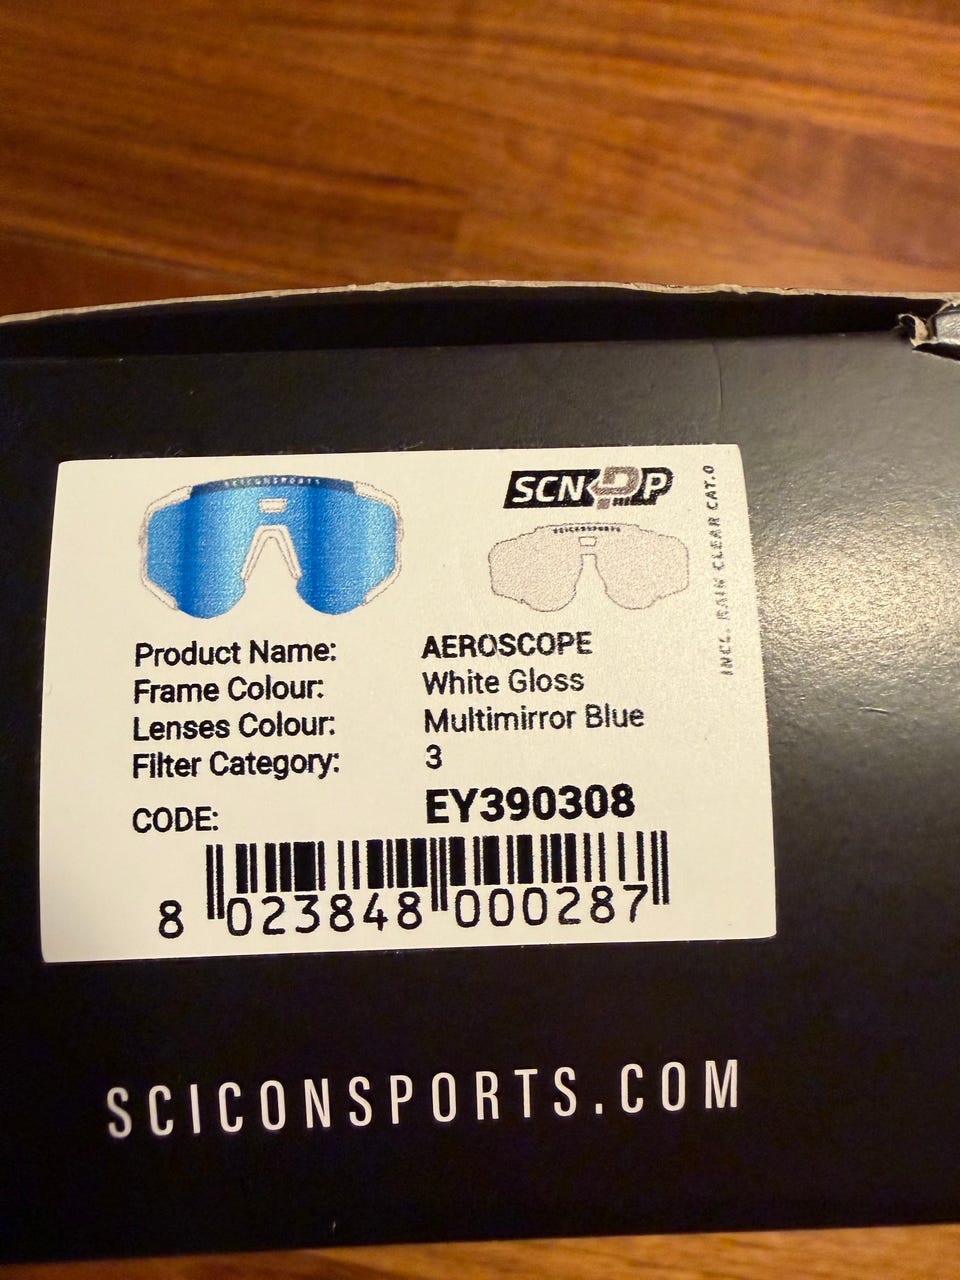 SCICONSPORTS
SCNXPP
SCICONSPORTS
INCL. RAIN CLEAR CAT.0
Product Name: AEROSCOPE
Frame Colour: White Gloss
Lenses Colour: Multimirror Blue
Filter Category: 3
CODE: EY390308
8 023848 000287
SCICONSPORTS.COM